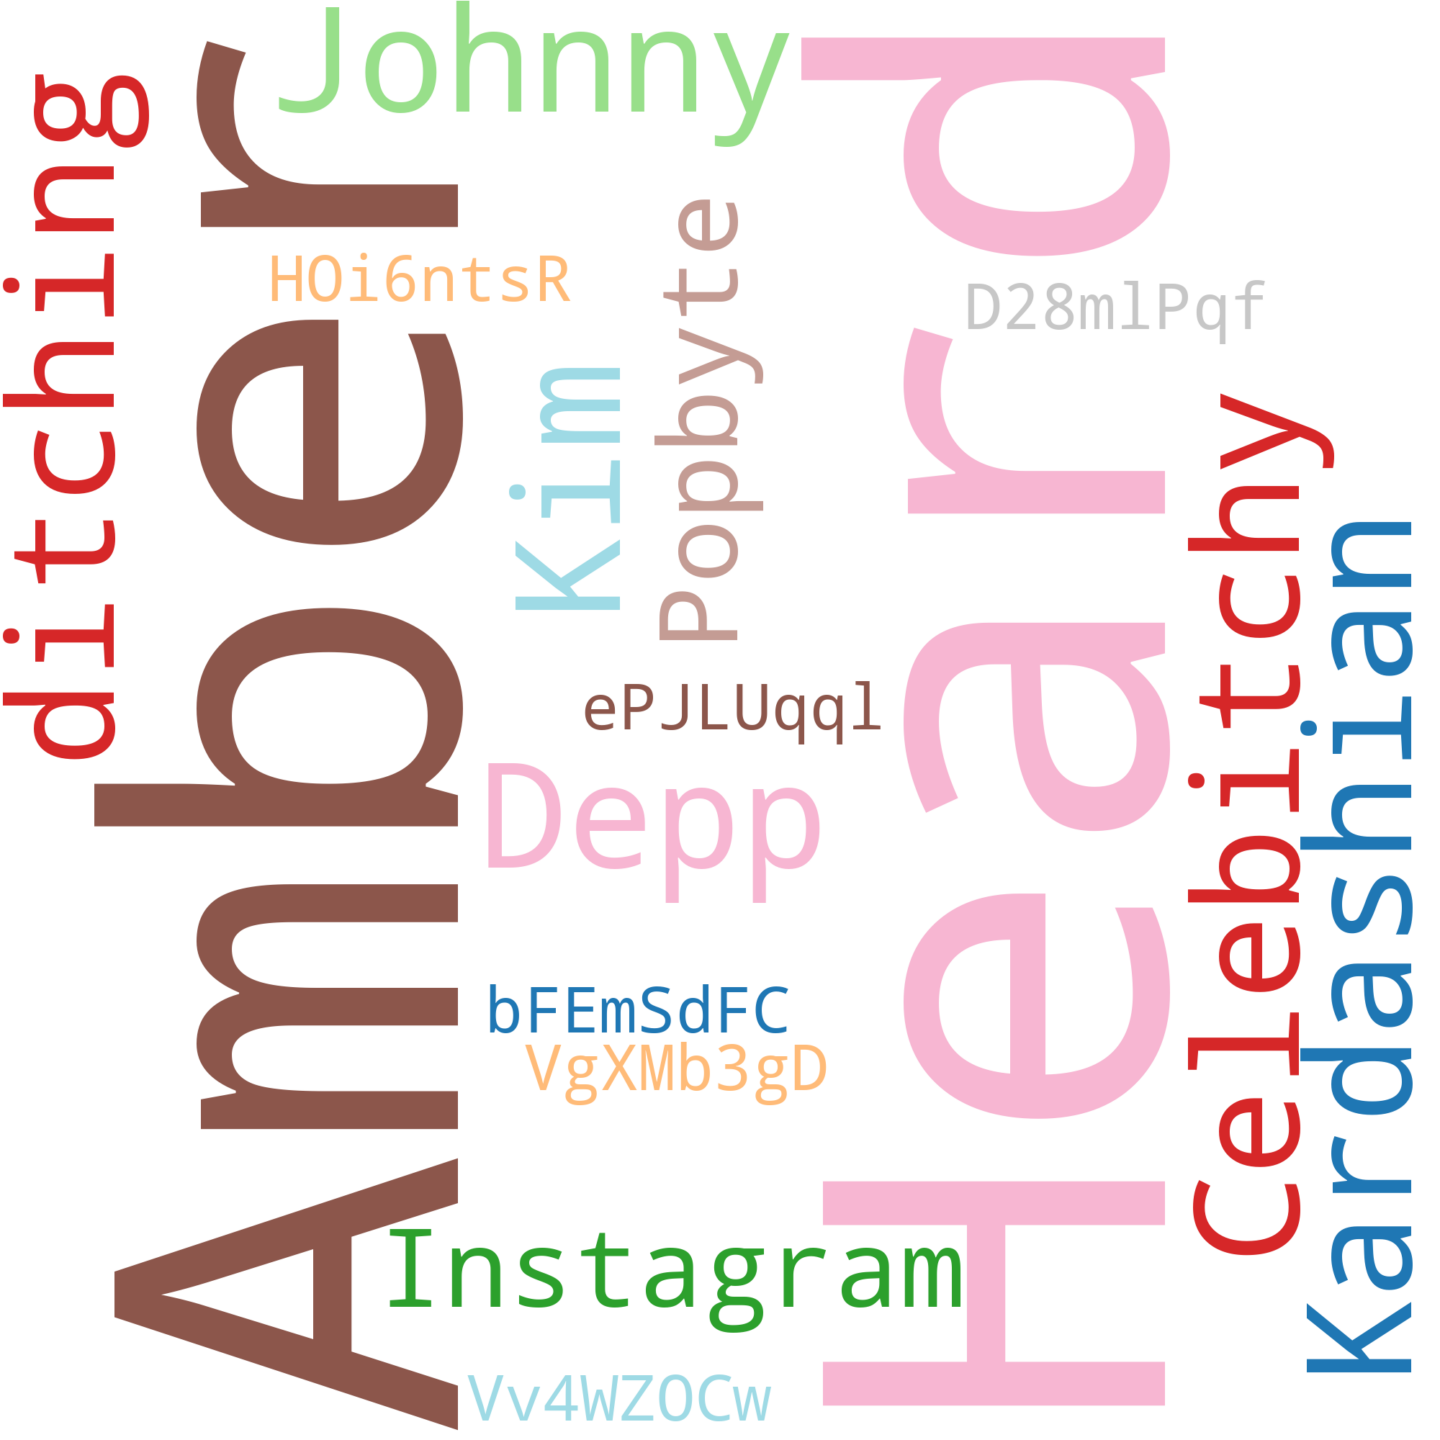 Johnny
ditching
Amber
Heard
HOi6ntsR
D28mlPqf
Popbyte
Kim
Celebitchy
Kardashian
ePJLUqql
Depp
bFEmSdFC
VgXMb3gD
Instagram
Vv4WZOCw